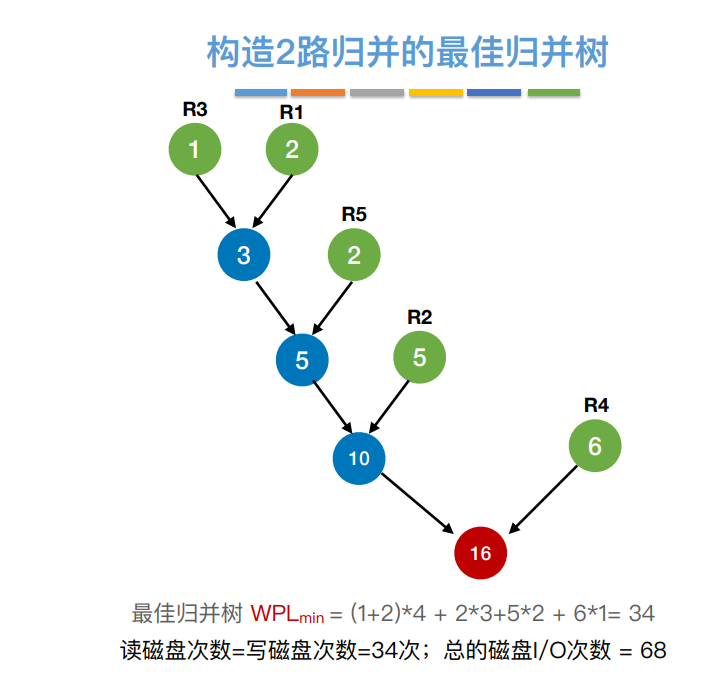 构造2路归并的最佳归并树
R3 R1
1 2
R5
3 2
R2
5 5
R4
10 6
16
最佳归并树 WPLmin = (1+2)*4 + 2*3+5*2 + 6*1= 34
读磁盘次数=写磁盘次数=34次；总的磁盘I/O次数 = 68